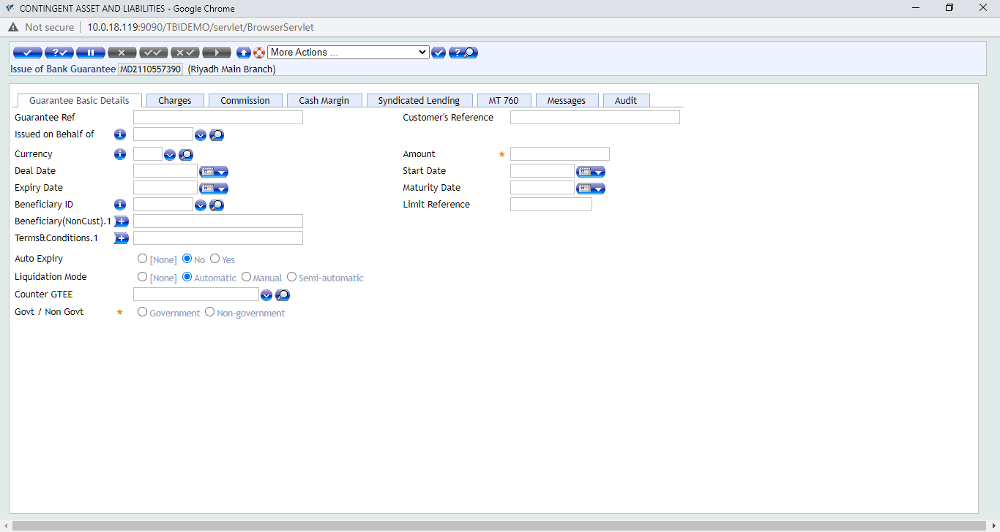 CONTINGENT ASSET AND LIABILITIES - Google Chrome
Not secure 10.0.18.119:9090/TBIDEMO/servlet/BrowserServlet
More Actions ...
Issue of Bank Guarantee MD2110557390 (Riyadh Main Branch)
Guarantee Basic Details Charges Commission Cash Margin Syndicated Lending MT 760 Messages Audit
Guarantee Ref Customer's Reference
Issued on Behalf of
Currency Amount *
Deal Date Start Date
Expiry Date Maturity Date
Beneficiary ID Limit Reference
Beneficiary(NonCust).1
Terms&Conditions.1
Auto Expiry [None] No Yes
Liquidation Mode [None] Automatic Manual Semi-automatic
Counter GTEE
Govt / Non Govt * Government Non-government